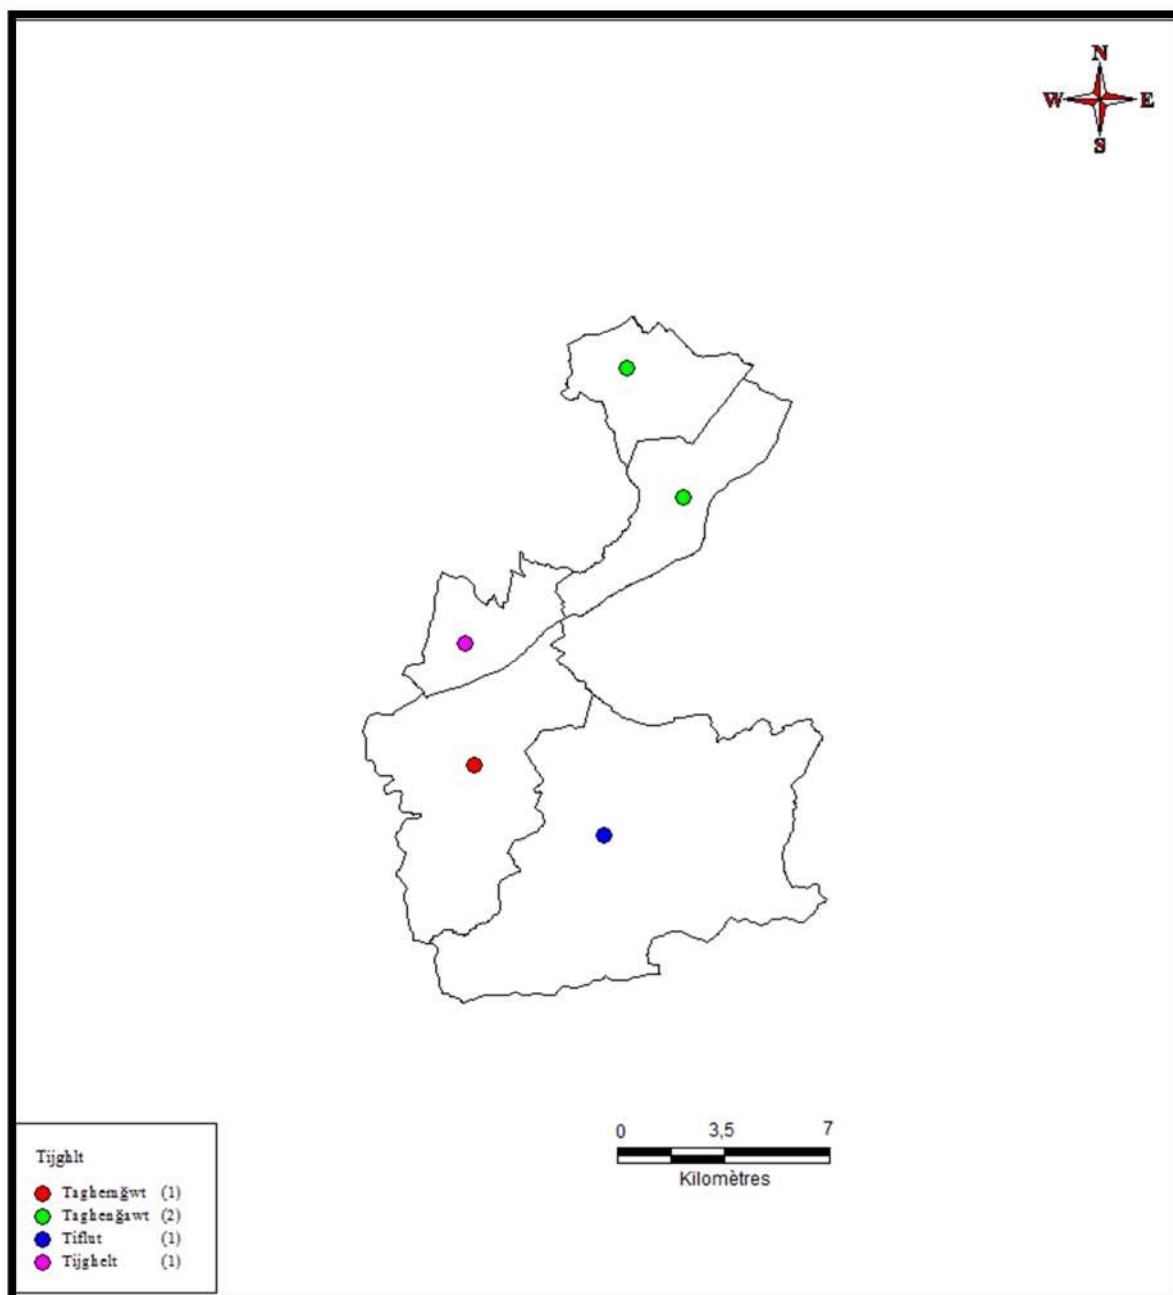 N
W E
S
0 3,5 7
Kilomètres
Tijghlt
Taghemğwt (1)
Taghenğawt (2)
Tiflut (1)
Tijghelt (1)